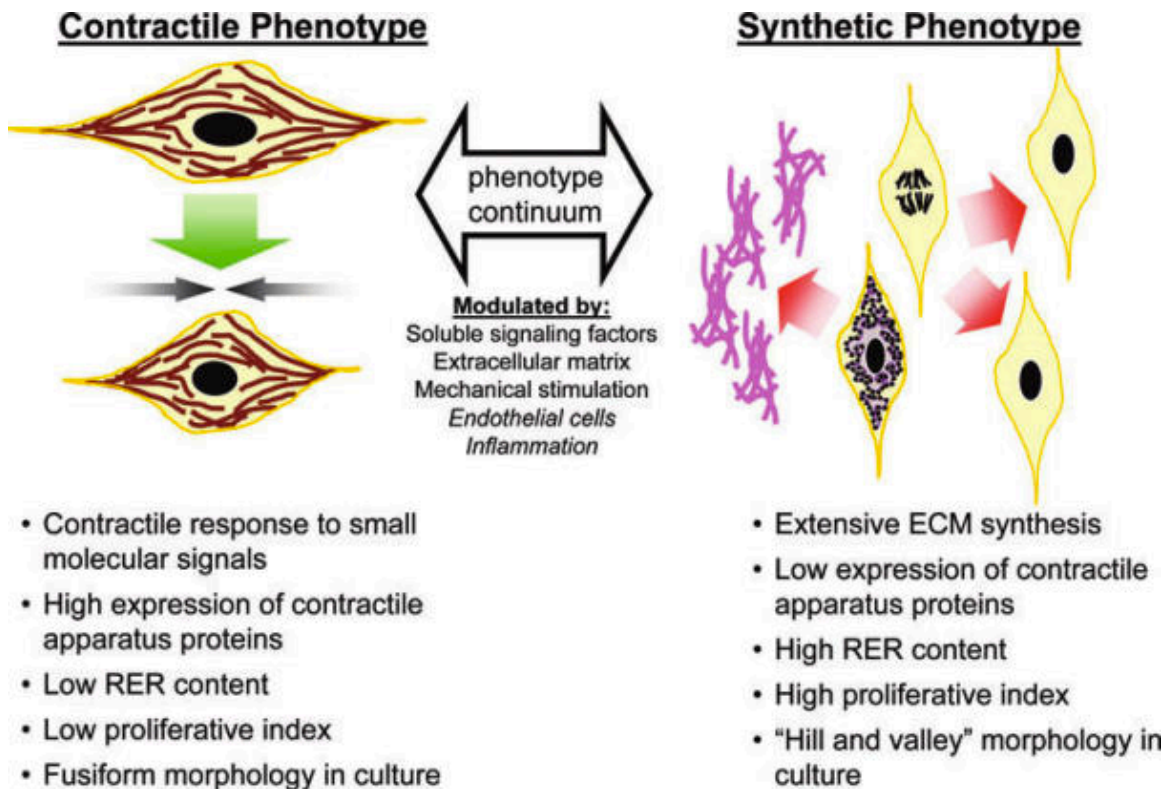 Contractile Phenotype
Synthetic Phenotype
phenotype
continuum
Modulated by:
Soluble signaling factors
Extracellular matrix
Mechanical stimulation
Endothelial cells
Inflammation
• Contractile response to small
molecular signals
• High expression of contractile
apparatus proteins
• Low RER content
• Low proliferative index
• Fusiform morphology in culture
• Extensive ECM synthesis
• Low expression of contractile
apparatus proteins
• High RER content
• High proliferative index
• “Hill and valley” morphology in
culture